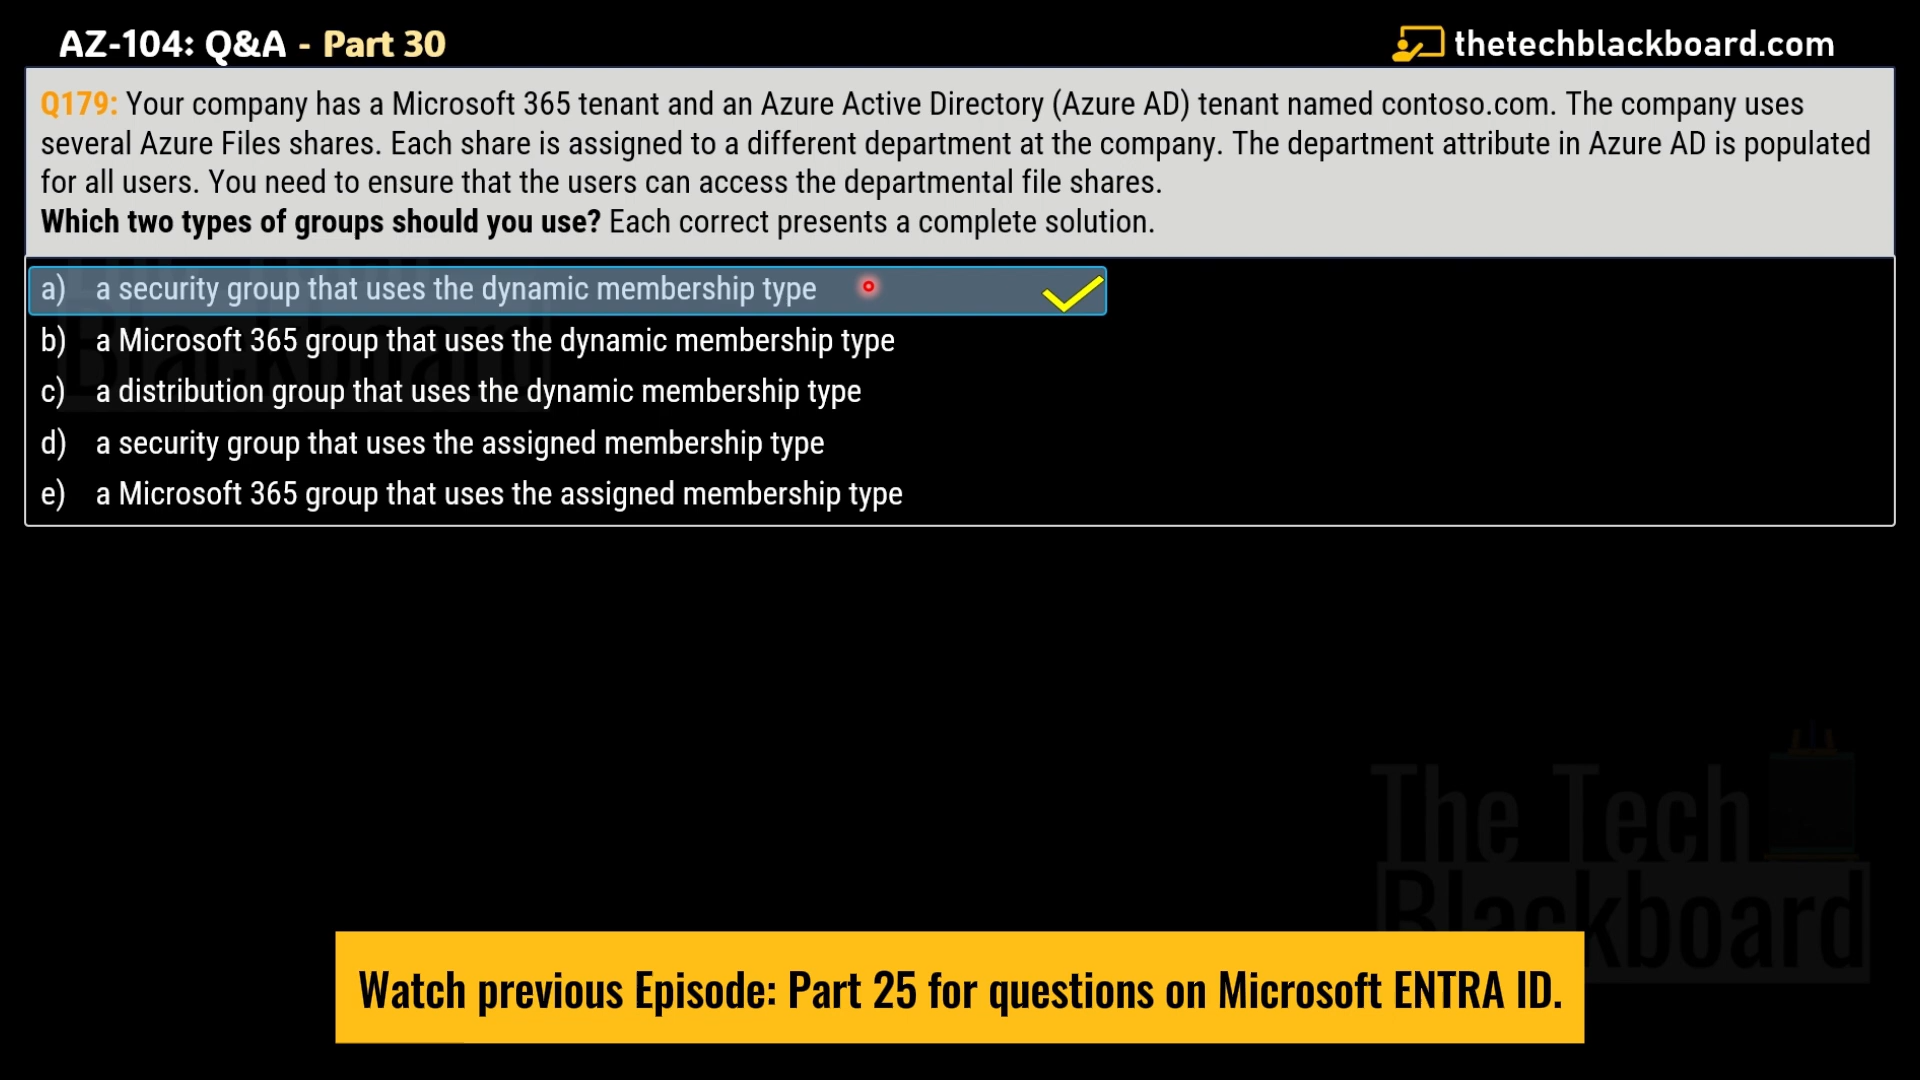 AZ-104: Q&A - Part 30
thetechblackboard.com
Q179: Your company has a Microsoft 365 tenant and an Azure Active Directory (Azure AD) tenant named contoso.com. The company uses
several Azure Files shares. Each share is assigned to a different department at the company. The department attribute in Azure AD is populated
for all users. You need to ensure that the users can access the departmental file shares.
Which two types of groups should you use? Each correct presents a complete solution.
a) a security group that uses the dynamic membership type
b) a Microsoft 365 group that uses the dynamic membership type
c) a distribution group that uses the dynamic membership type
d) a security group that uses the assigned membership type
e) a Microsoft 365 group that uses the assigned membership type
The Tech
Blackboard
Watch previous Episode: Part 25 for questions on Microsoft ENTRA ID.